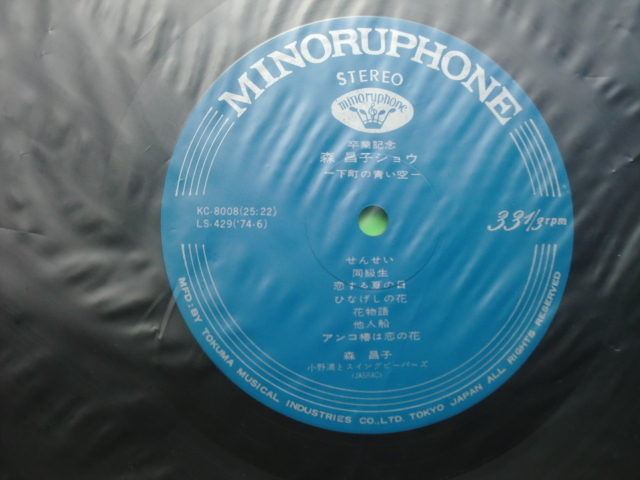 MINORUPHONE
STEREO
minoruphone
卒業記念
森 昌子ショウ
ー下町の青い空ー
KC-8008(25:22)
LS-429('74-6)
33 1/3 rpm
せんせい
同級生
恋する夏の日
ひなげしの花
花物語
他人船
アンコ椿は恋の花
森 昌子
小野満とスイングビーバーズ
(JASRAC)
MFD: BY TOKUMA MUSICAL INDUSTRIES CO., LTD. TOKYO JAPAN ALL RIGHTS RESERVED